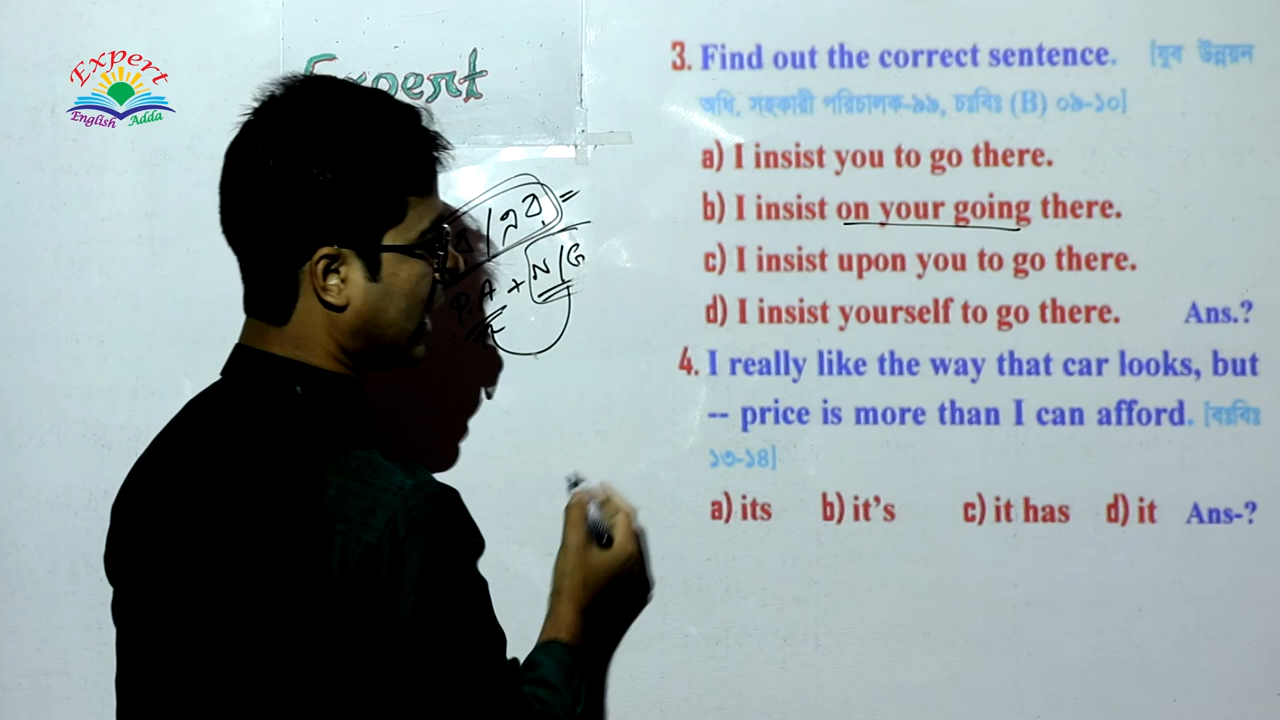 Expert
English Adda
Expert
3. Find out the correct sentence. [যুব উন্নয়ন
অধি. সহকারী পরিচালক-৯৯, চঃবিঃ (B) ০৯-১০]
a) I insist you to go there.
b) I insist on your going there.
c) I insist upon you to go there.
d) I insist yourself to go there. Ans.?
4. I really like the way that car looks, but
-- price is more than I can afford. [বঃবিঃ
১৩-১৪]
a) its b) it's c) it has d) it Ans-?
P.A + N/G